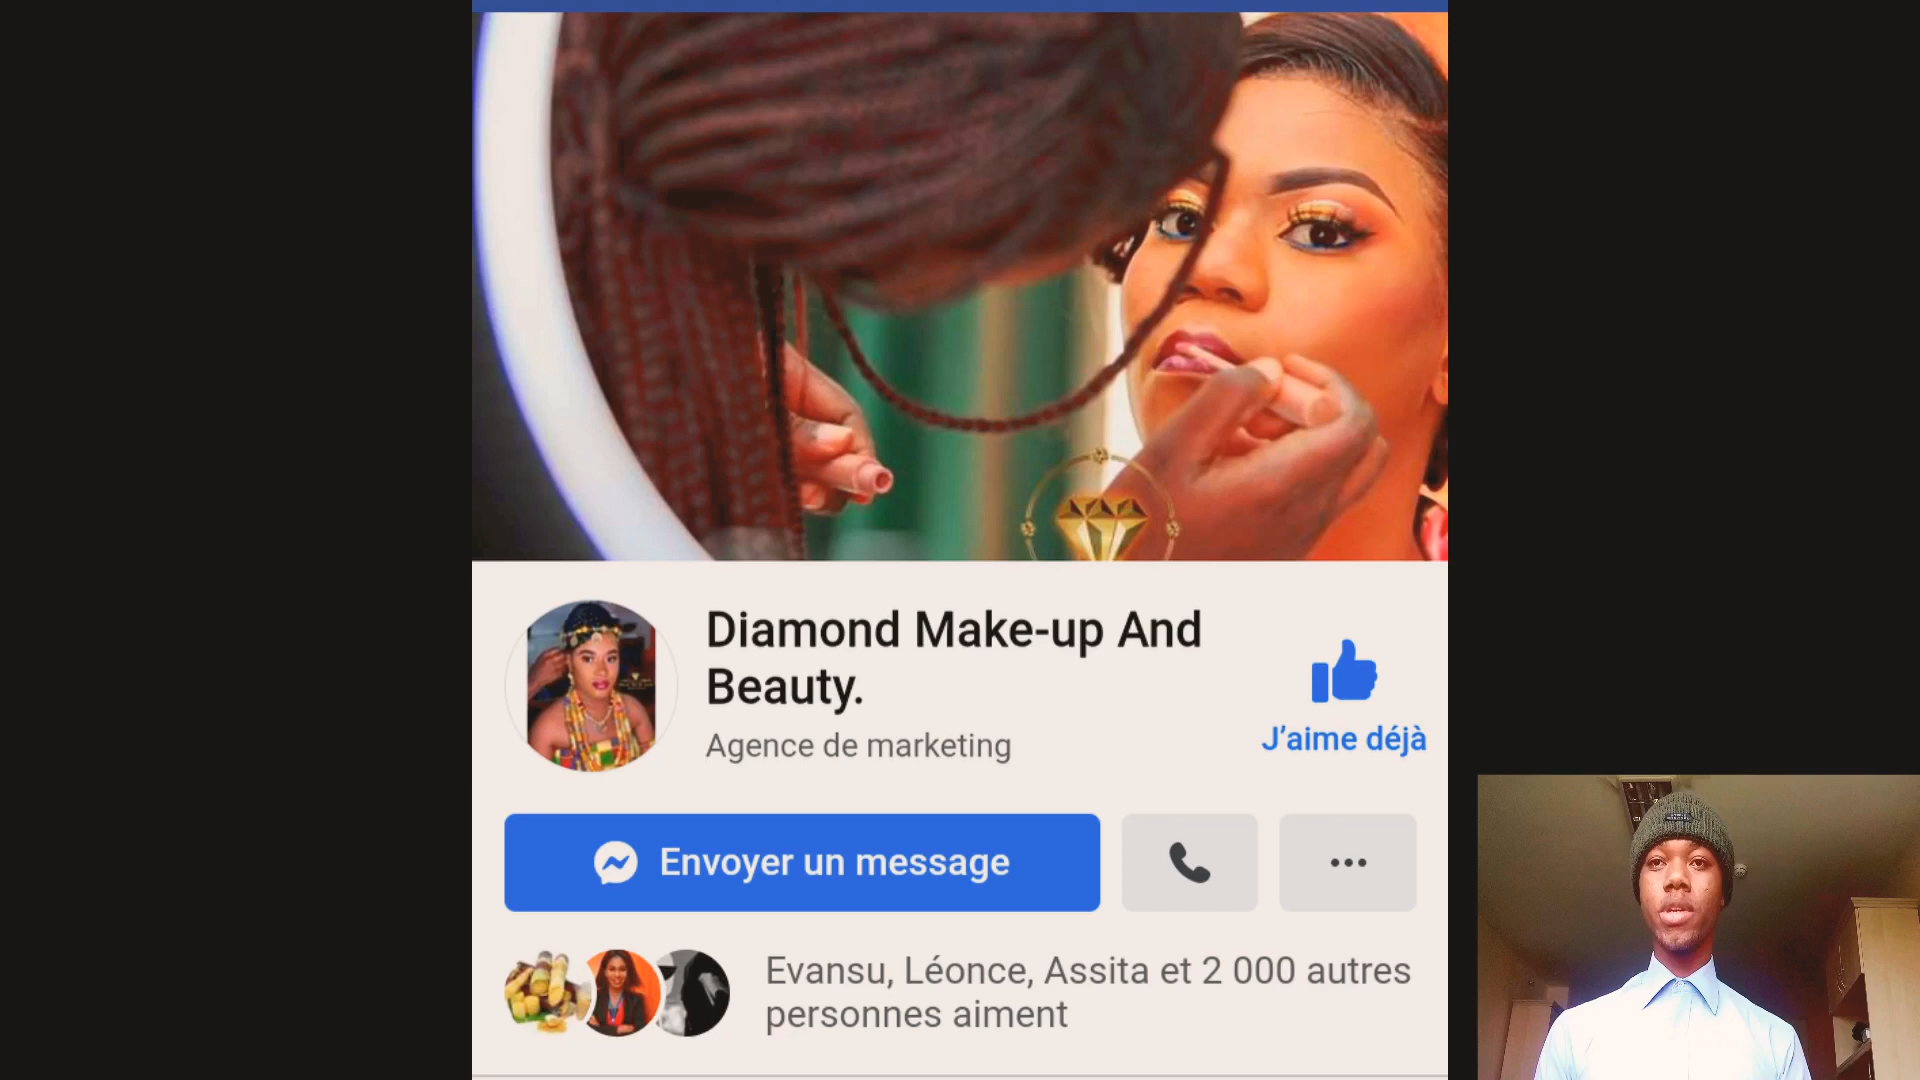 Diamond Make-up And
Beauty.
Agence de marketing
J'aime déjà
Envoyer un message
Evansu, Léonce, Assita et 2 000 autres
personnes aiment